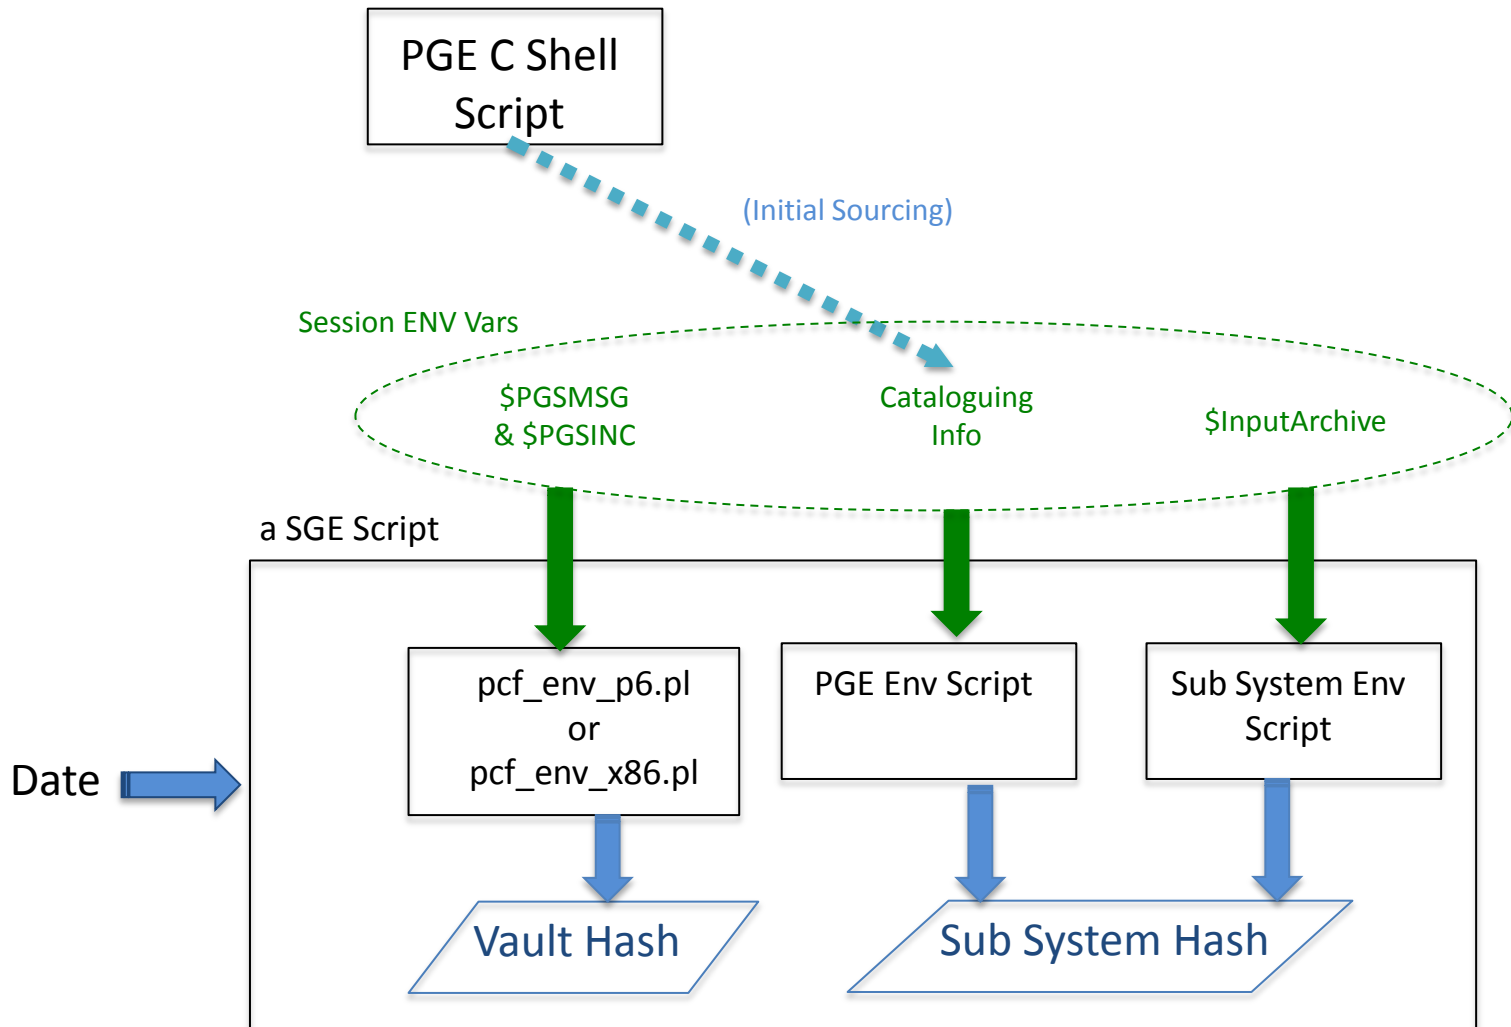 PGE C Shell
Script
(Initial Sourcing)
Session ENV Vars
$PGSMSG
& $PGSINC
Cataloguing
Info
$InputArchive
a SGE Script
pcf_env_p6.pl
or
pcf_env_x86.pl
PGE Env Script
Sub System Env
Script
Date
Vault Hash
Sub System Hash